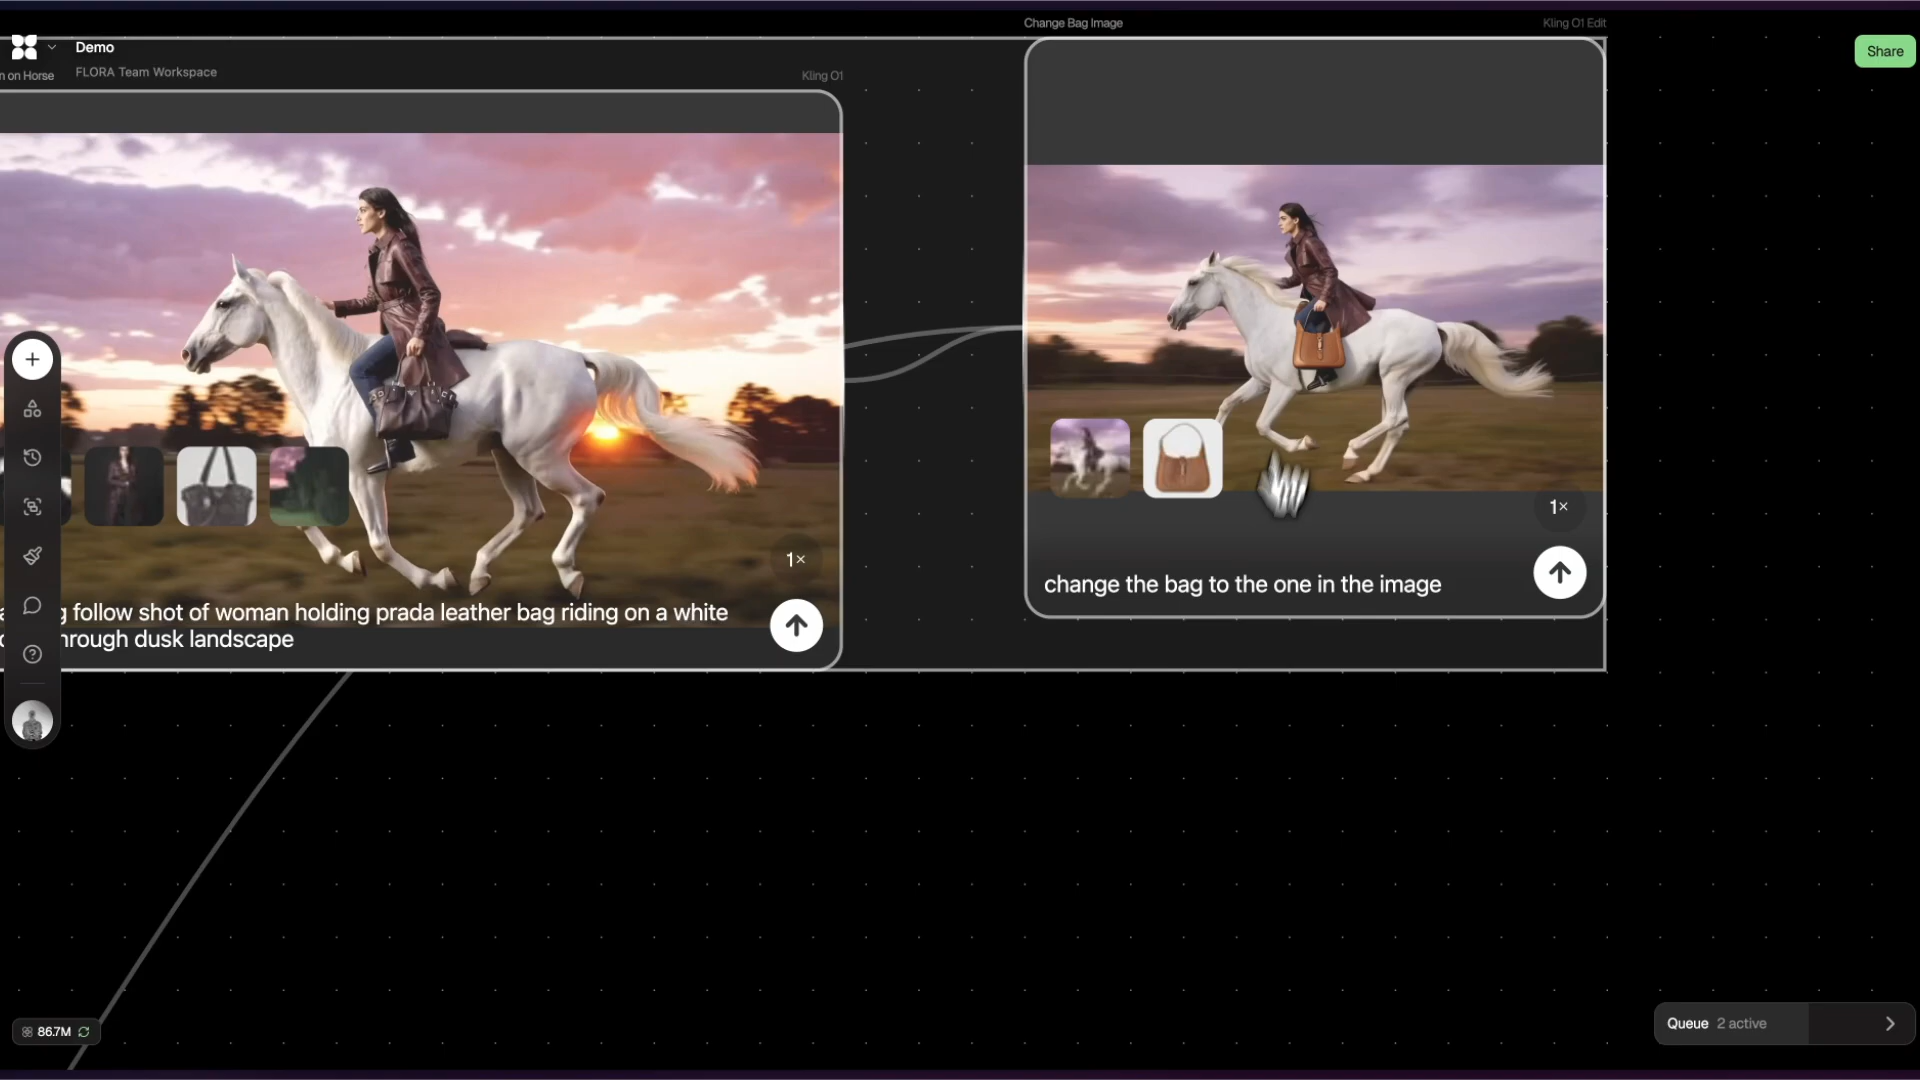 Change Bag Image
Kling O1 Edit
Demo
Share
n on Horse
FLORA Team Workspace
Kling O1
1×
1×
change the bag to the one in the image
g follow shot of woman holding prada leather bag riding on a white
hrough dusk landscape
86.7M
Queue 2 active